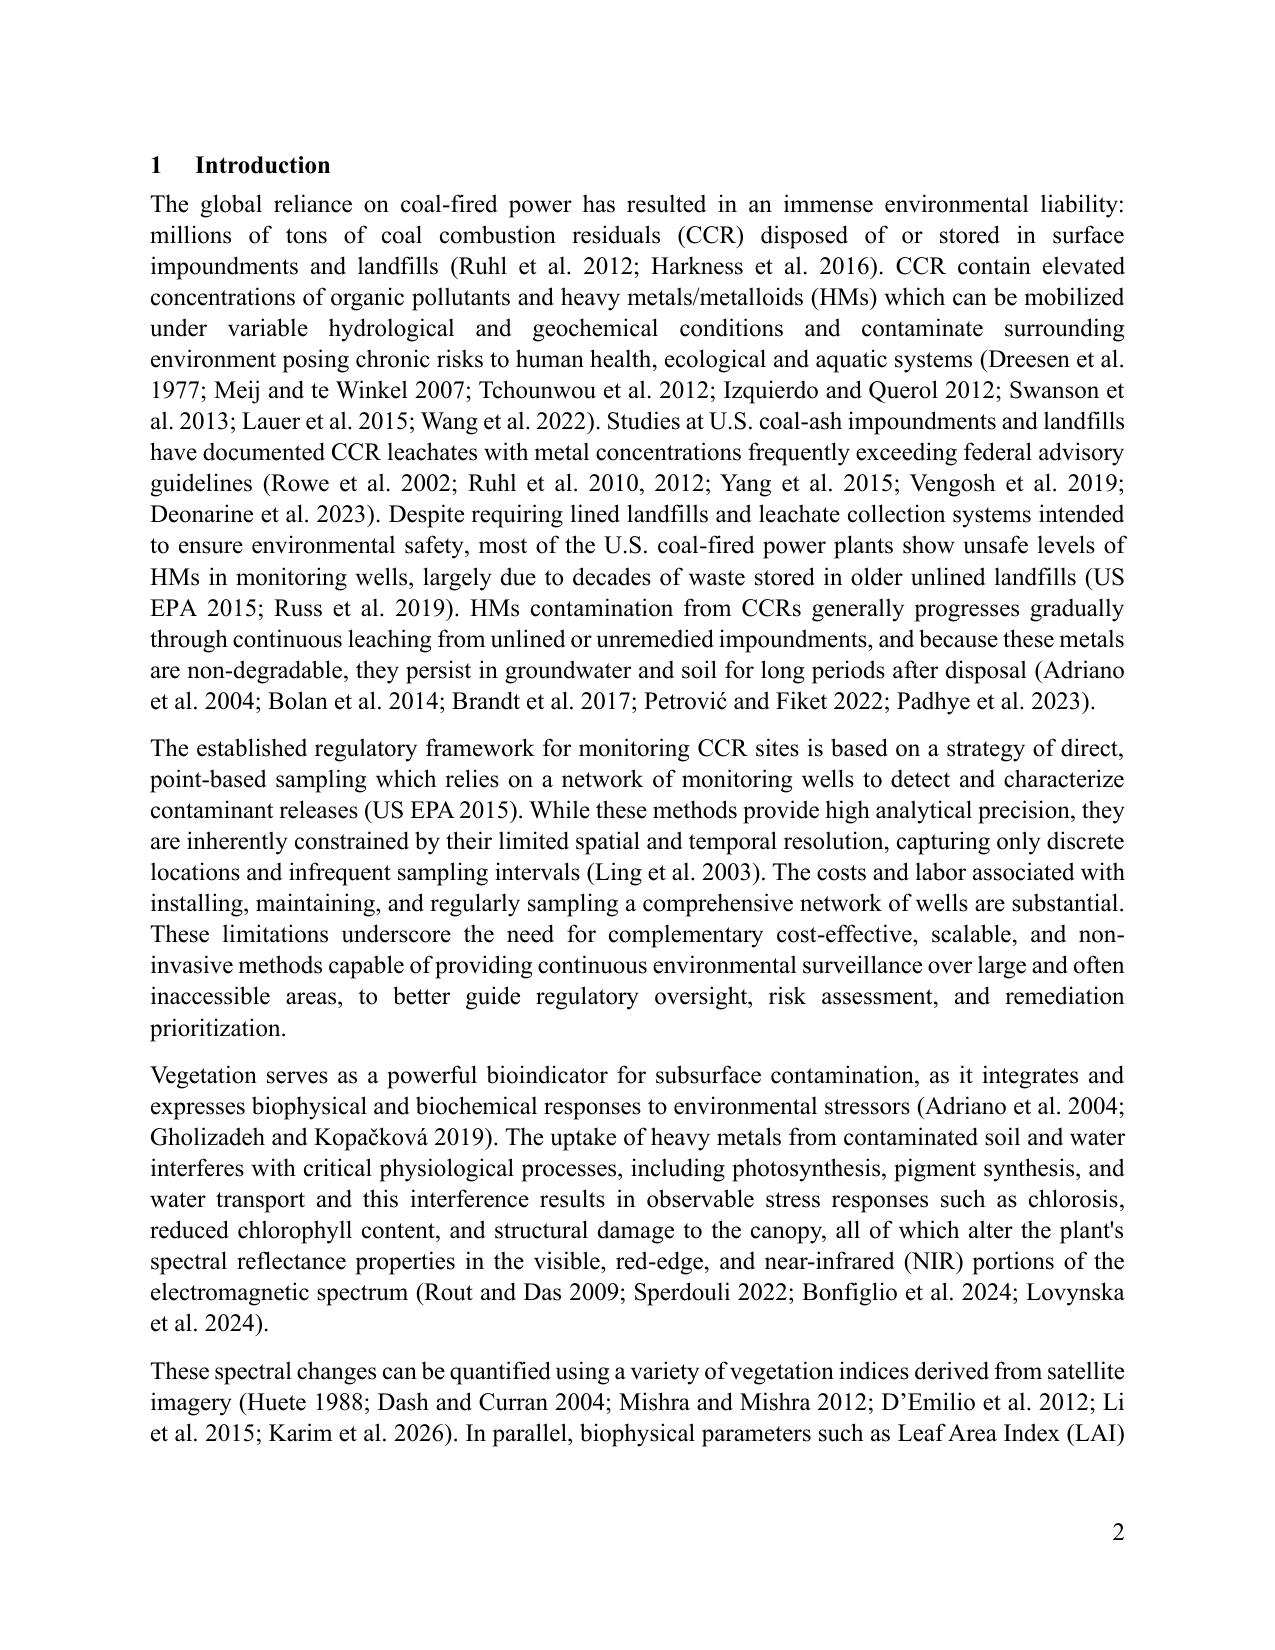 1 Introduction
The global reliance on coal-fired power has resulted in an immense environmental liability:
millions of tons of coal combustion residuals (CCR) disposed of or stored in surface
impoundments and landfills (Ruhl et al. 2012; Harkness et al. 2016). CCR contain elevated
concentrations of organic pollutants and heavy metals/metalloids (HMs) which can be mobilized
under variable hydrological and geochemical conditions and contaminate surrounding
environment posing chronic risks to human health, ecological and aquatic systems (Dreesen et al.
1977; Meij and te Winkel 2007; Tchounwou et al. 2012; Izquierdo and Querol 2012; Swanson et
al. 2013; Lauer et al. 2015; Wang et al. 2022). Studies at U.S. coal-ash impoundments and landfills
have documented CCR leachates with metal concentrations frequently exceeding federal advisory
guidelines (Rowe et al. 2002; Ruhl et al. 2010, 2012; Yang et al. 2015; Vengosh et al. 2019;
Deonarine et al. 2023). Despite requiring lined landfills and leachate collection systems intended
to ensure environmental safety, most of the U.S. coal-fired power plants show unsafe levels of
HMs in monitoring wells, largely due to decades of waste stored in older unlined landfills (US
EPA 2015; Russ et al. 2019). HMs contamination from CCRs generally progresses gradually
through continuous leaching from unlined or unremedied impoundments, and because these metals
are non-degradable, they persist in groundwater and soil for long periods after disposal (Adriano
et al. 2004; Bolan et al. 2014; Brandt et al. 2017; Petrović and Fiket 2022; Padhye et al. 2023).
The established regulatory framework for monitoring CCR sites is based on a strategy of direct,
point-based sampling which relies on a network of monitoring wells to detect and characterize
contaminant releases (US EPA 2015). While these methods provide high analytical precision, they
are inherently constrained by their limited spatial and temporal resolution, capturing only discrete
locations and infrequent sampling intervals (Ling et al. 2003). The costs and labor associated with
installing, maintaining, and regularly sampling a comprehensive network of wells are substantial.
These limitations underscore the need for complementary cost-effective, scalable, and non-
invasive methods capable of providing continuous environmental surveillance over large and often
inaccessible areas, to better guide regulatory oversight, risk assessment, and remediation
prioritization.
Vegetation serves as a powerful bioindicator for subsurface contamination, as it integrates and
expresses biophysical and biochemical responses to environmental stressors (Adriano et al. 2004;
Gholizadeh and Kopačková 2019). The uptake of heavy metals from contaminated soil and water
interferes with critical physiological processes, including photosynthesis, pigment synthesis, and
water transport and this interference results in observable stress responses such as chlorosis,
reduced chlorophyll content, and structural damage to the canopy, all of which alter the plant's
spectral reflectance properties in the visible, red-edge, and near-infrared (NIR) portions of the
electromagnetic spectrum (Rout and Das 2009; Sperdouli 2022; Bonfiglio et al. 2024; Lovynska
et al. 2024).
These spectral changes can be quantified using a variety of vegetation indices derived from satellite
imagery (Huete 1988; Dash and Curran 2004; Mishra and Mishra 2012; D’Emilio et al. 2012; Li
et al. 2015; Karim et al. 2026). In parallel, biophysical parameters such as Leaf Area Index (LAI)
2